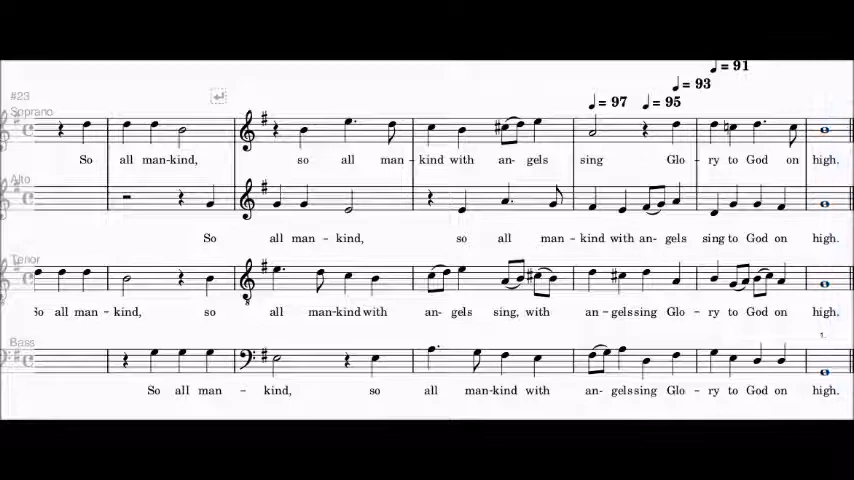 = 91
= 93
#23
= 97 = 95
Soprano
So all man-kind, so all man-kind with an-gels sing Glo-ry to God on high.
Alto
So all man-kind, so all man-kind with an-gels sing to God on high.
Tenor
So all man-kind, so all man-kind with an-gels sing, with an-gels sing Glo-ry to God on high.
1.
Bass
So all man-kind, so all man-kind with an-gels sing Glo-ry to God on high.